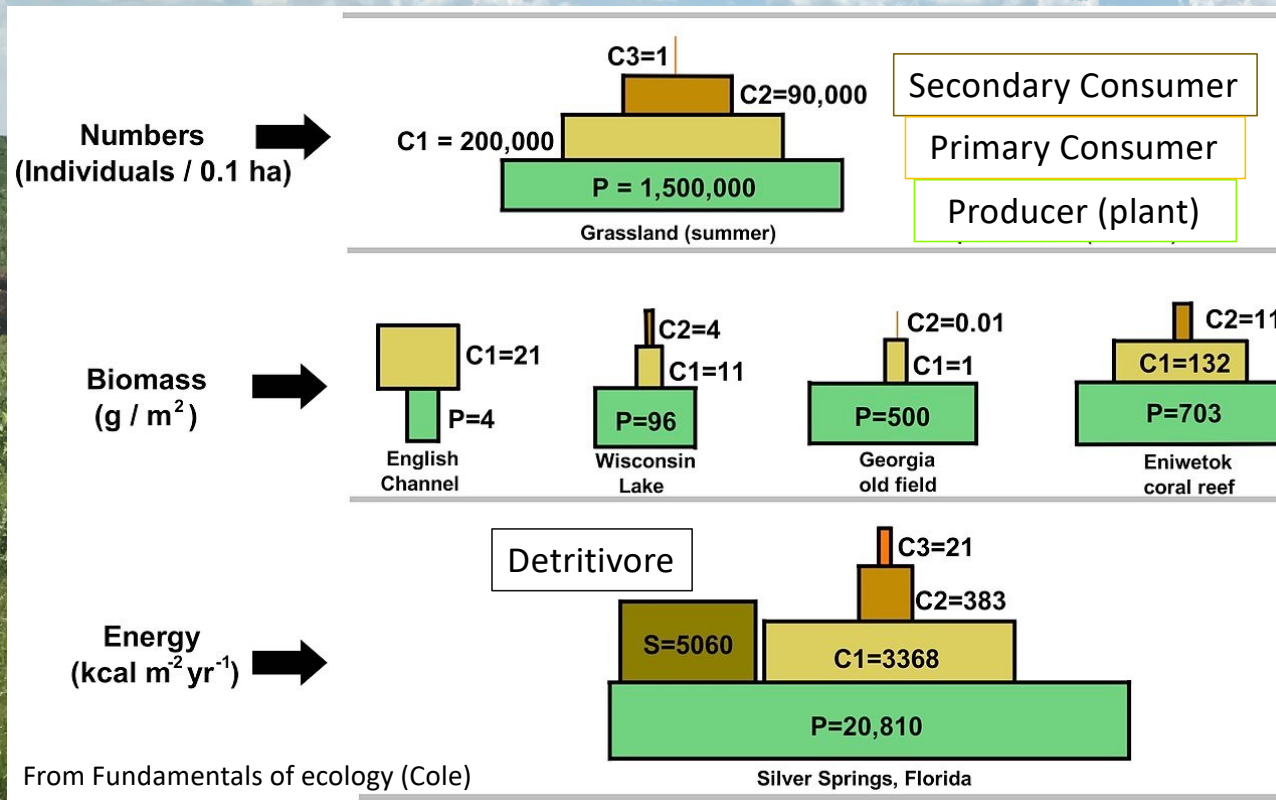 C3=1
Secondary Consumer
C2=90,000
Numbers
(Individuals / 0.1 ha)
C1 = 200,000
Primary Consumer
P = 1,500,000
Producer (plant)
Grassland (summer)
Biomass
(g / m²)
C1=21
P=4
English
Channel
C2=4
C1=11
P=96
Wisconsin
Lake
C2=0.01
C1=1
P=500
Georgia
old field
C2=11
C1=132
P=703
Eniwetok
coral reef
Detritivore
Energy
(kcal m⁻² yr⁻¹)
C3=21
C2=383
S=5060
C1=3368
P=20,810
Silver Springs, Florida
From Fundamentals of ecology (Cole)